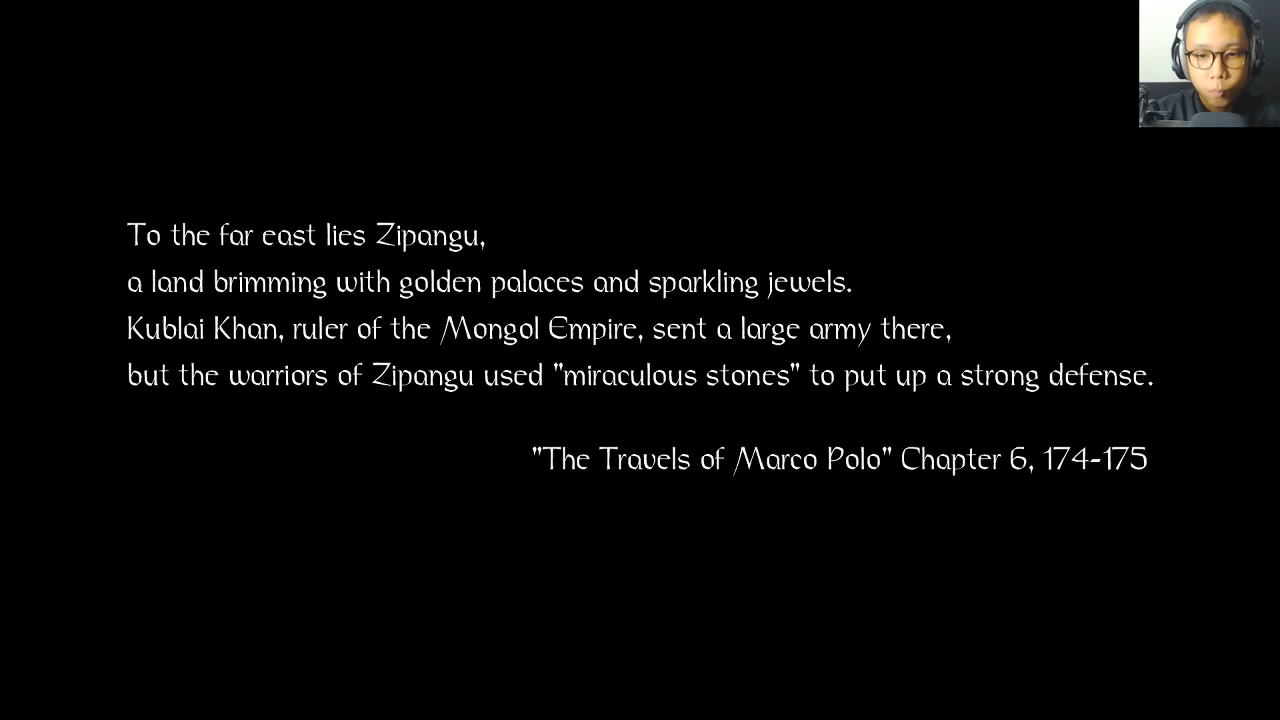 To the far east lies Zipangu,
a land brimming with golden palaces and sparkling jewels.
Kublai Khan, ruler of the Mongol Empire, sent a large army there,
but the warriors of Zipangu used "miraculous stones" to put up a strong defense.
"The Travels of Marco Polo" Chapter 6, 174-175